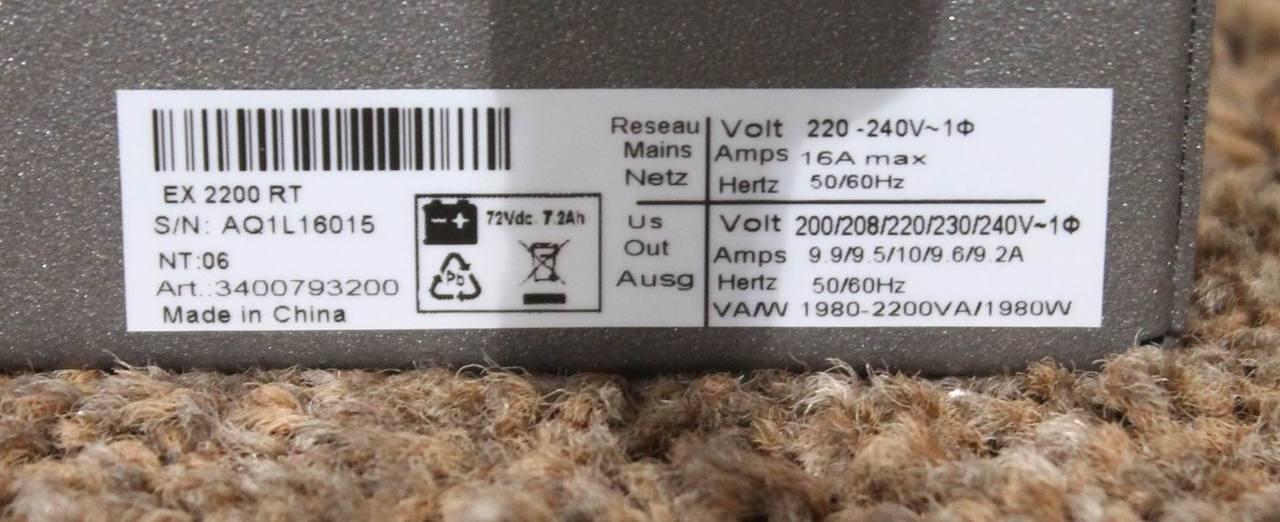 EX 2200 RT
S/N: AQ1L16015
NT:06
Art.:3400793200
Made in China
72Vdc. 7.2Ah
Pb
Reseau
Mains
Netz
Volt 220 -240V~1Φ
Amps 16A max
Hertz 50/60Hz
Us
Out
Ausg
Volt 200/208/220/230/240V~1Φ
Amps 9.9/9.5/10/9.6/9.2A
Hertz 50/60Hz
VA/W 1980-2200VA/1980W